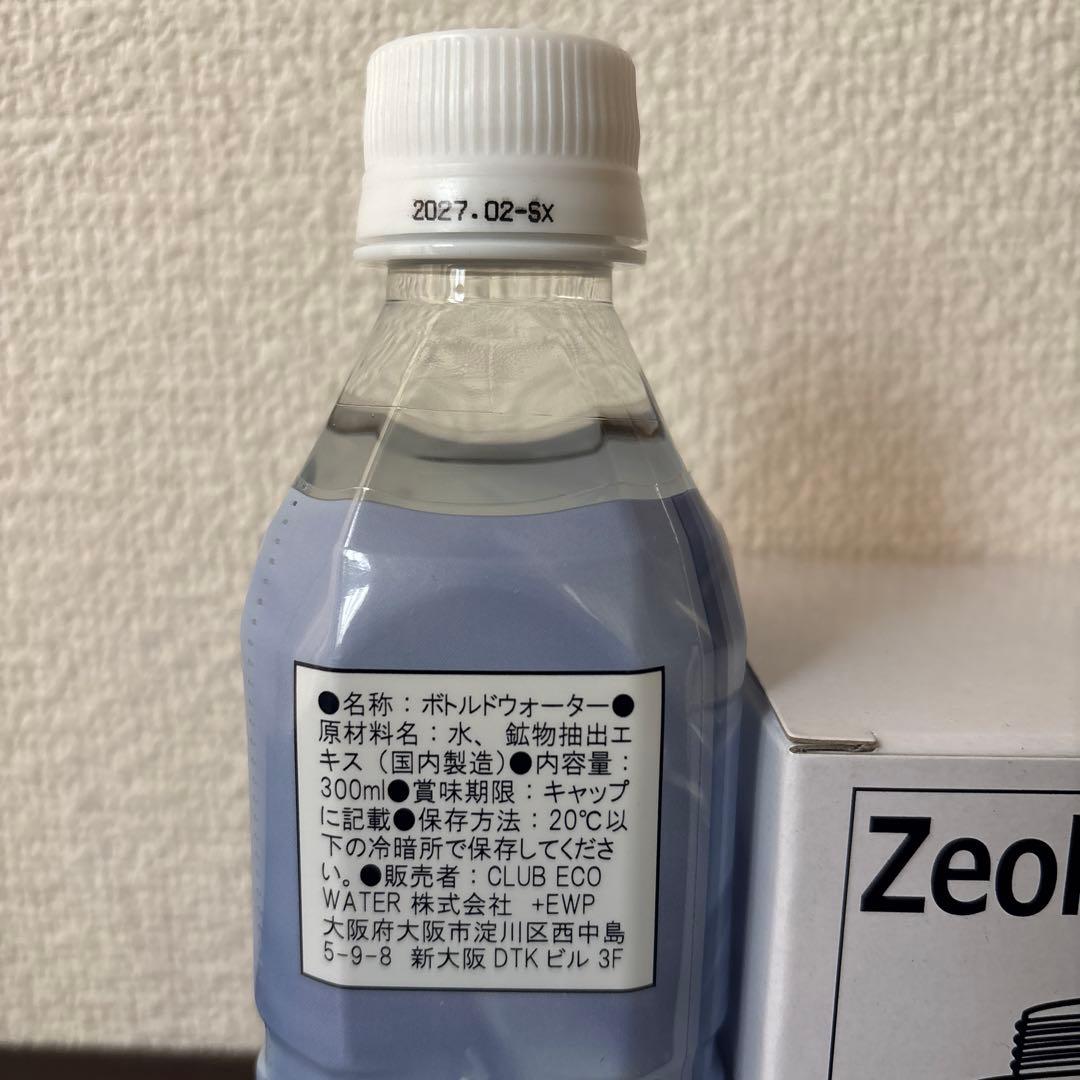 2027.02-SX
●名称：ボトルドウォーター●
原材料名：水、鉱物抽出エ
キス（国内製造）●内容量：
300ml●賞味期限：キャップ
に記載●保存方法：20℃以
下の冷暗所で保存してくださ
い。●販売者：CLUB ECO
WATER 株式会社 +EWP
大阪府大阪市淀川区西中島
5-9-8 新大阪DTKビル 3F